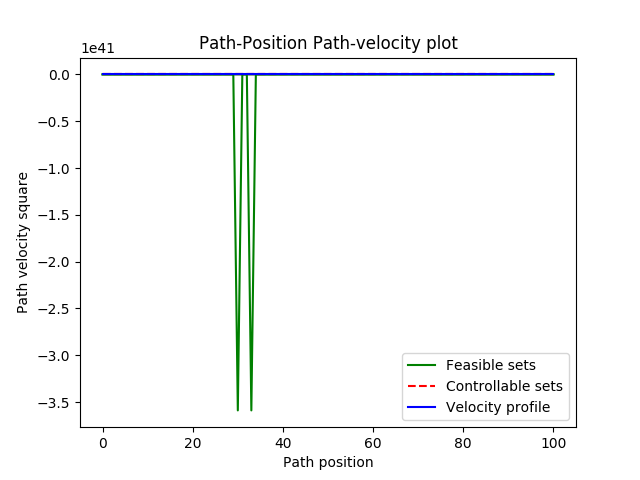 Path-Position Path-velocity plot
1e41
0.0
−0.5
−1.0
−1.5
−2.0
−2.5
−3.0
−3.5
Path velocity square
Feasible sets
Controllable sets
Velocity profile
0 20 40 60 80 100
Path position